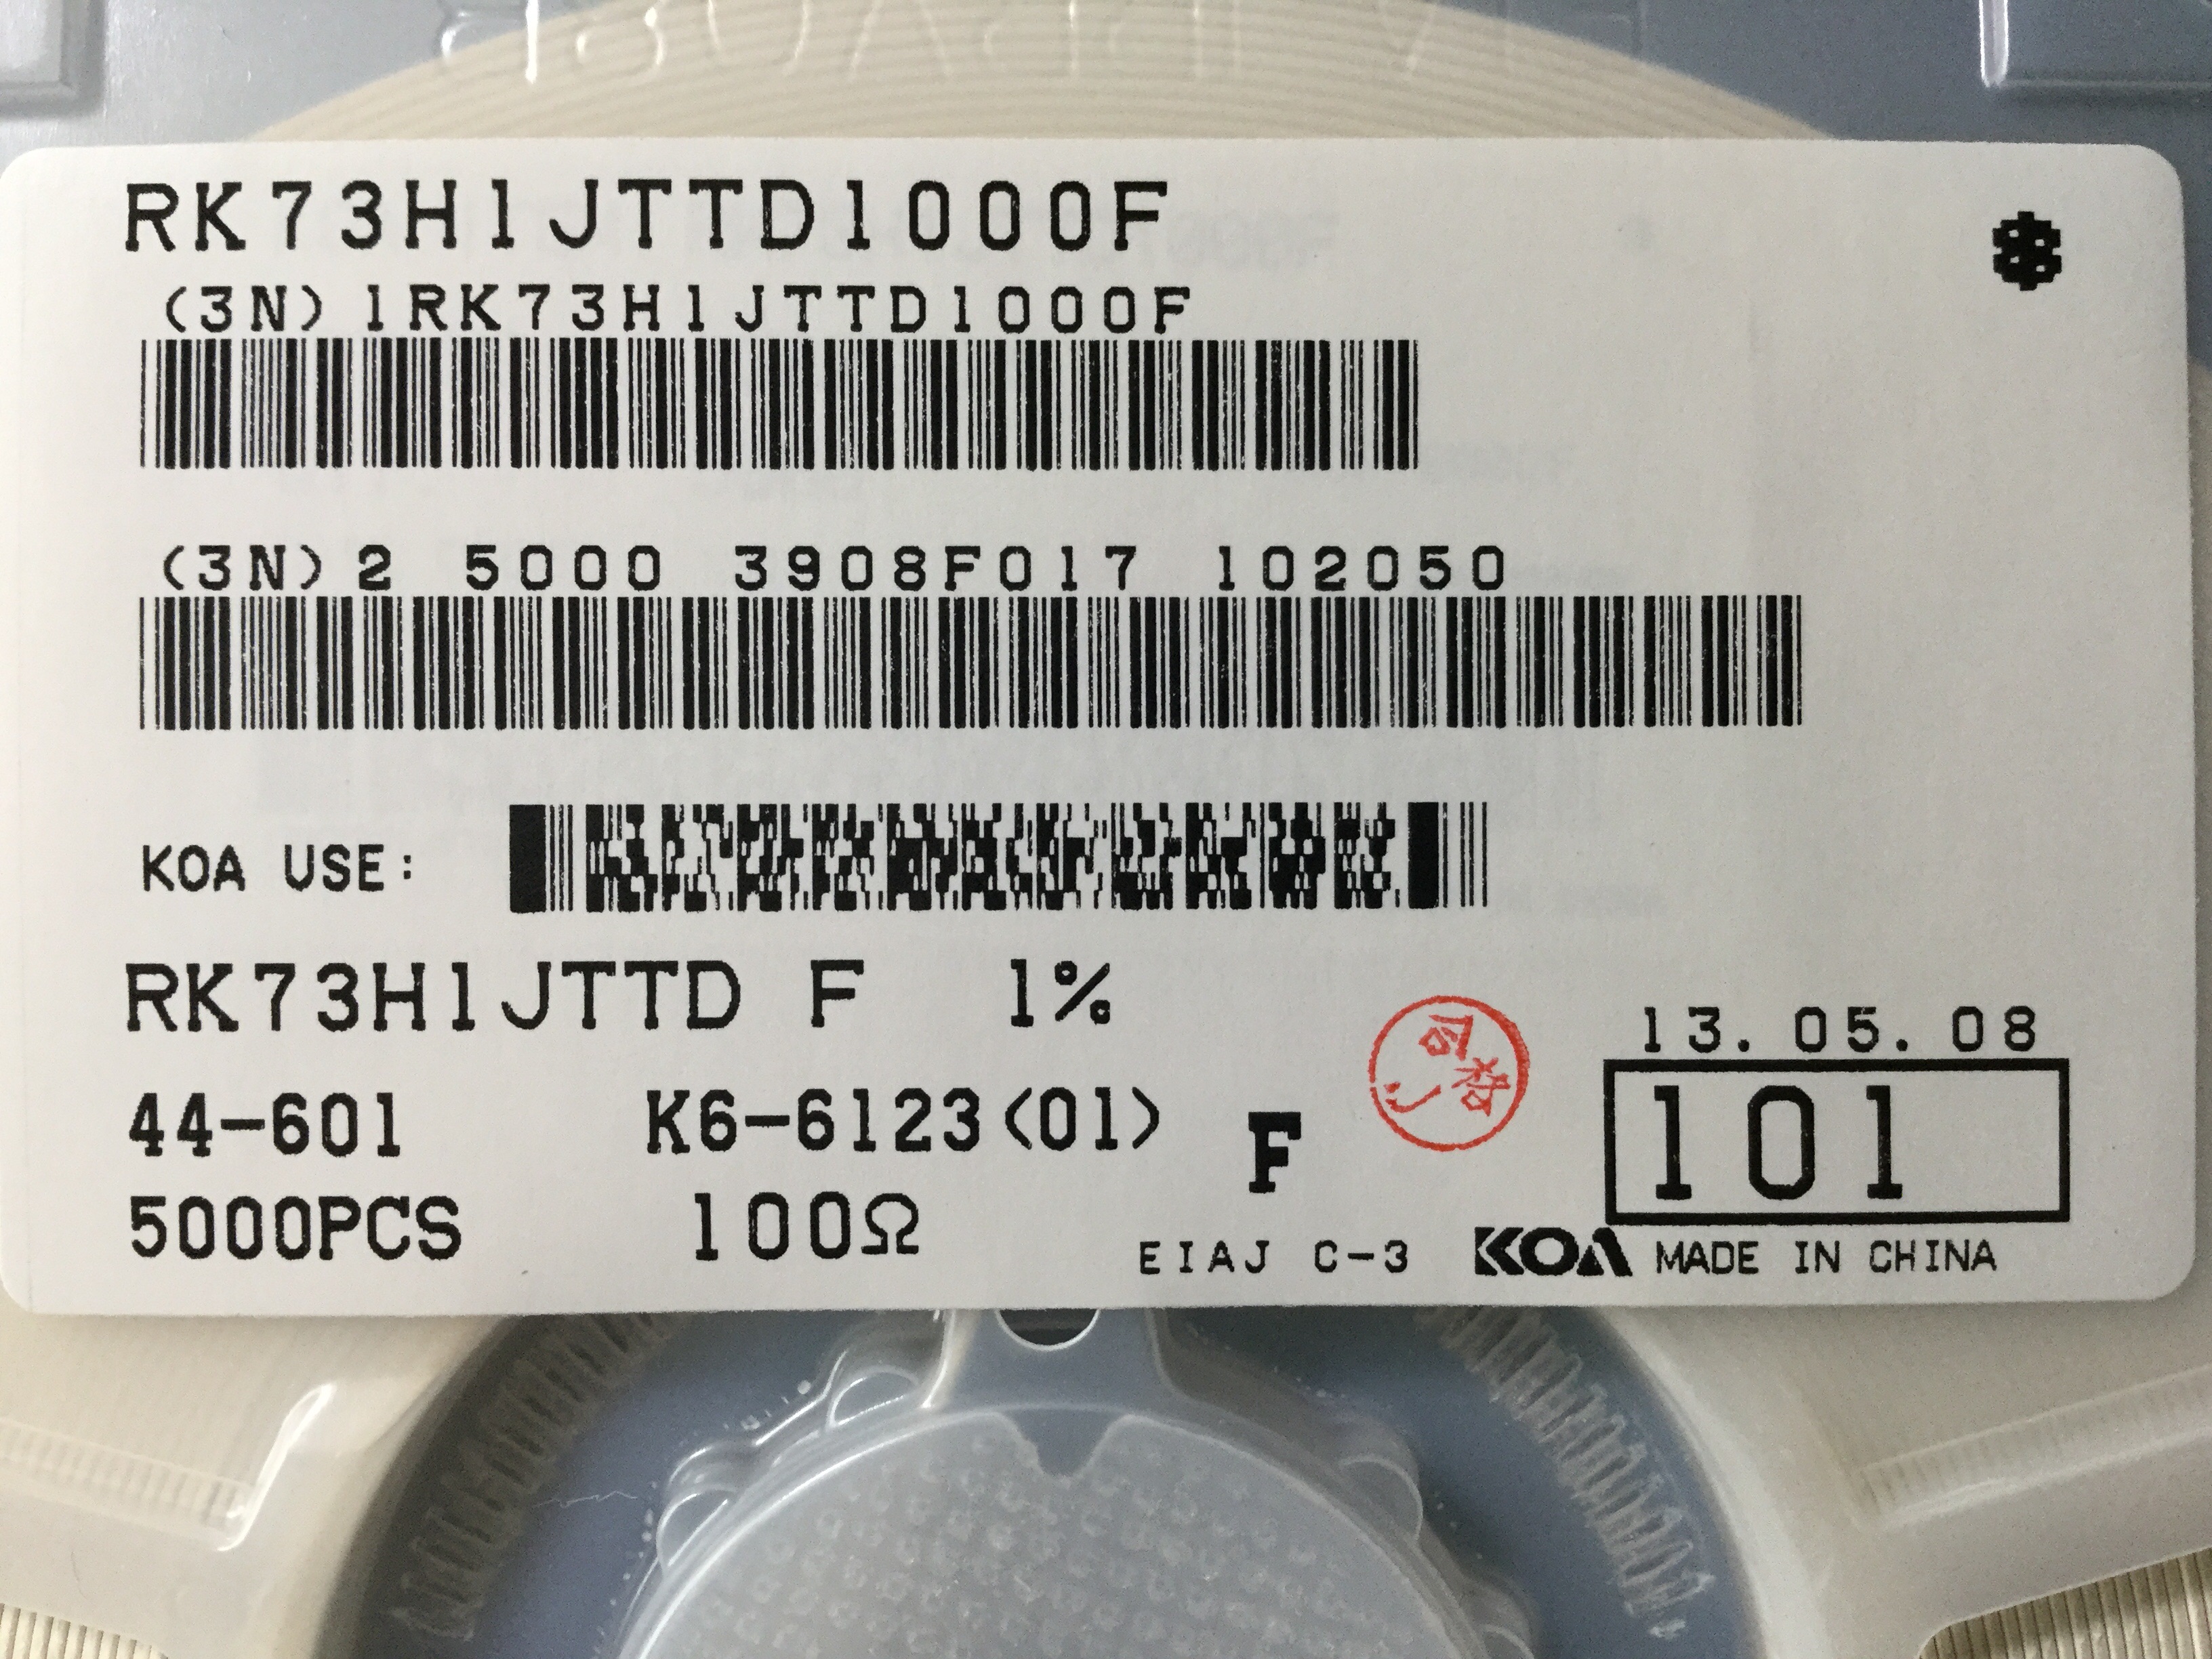 RK73H1JTTD1000F
*
(3N)1RK73H1JTTD1000F
(3N)2 5000 3908F017 102050
KOA USE:
RK73H1JTTD F 1%
13.05.08
44-601 K6-6123(01) F 101
5000PCS 100Ω
EIAJ C-3 KOA MADE IN CHINA